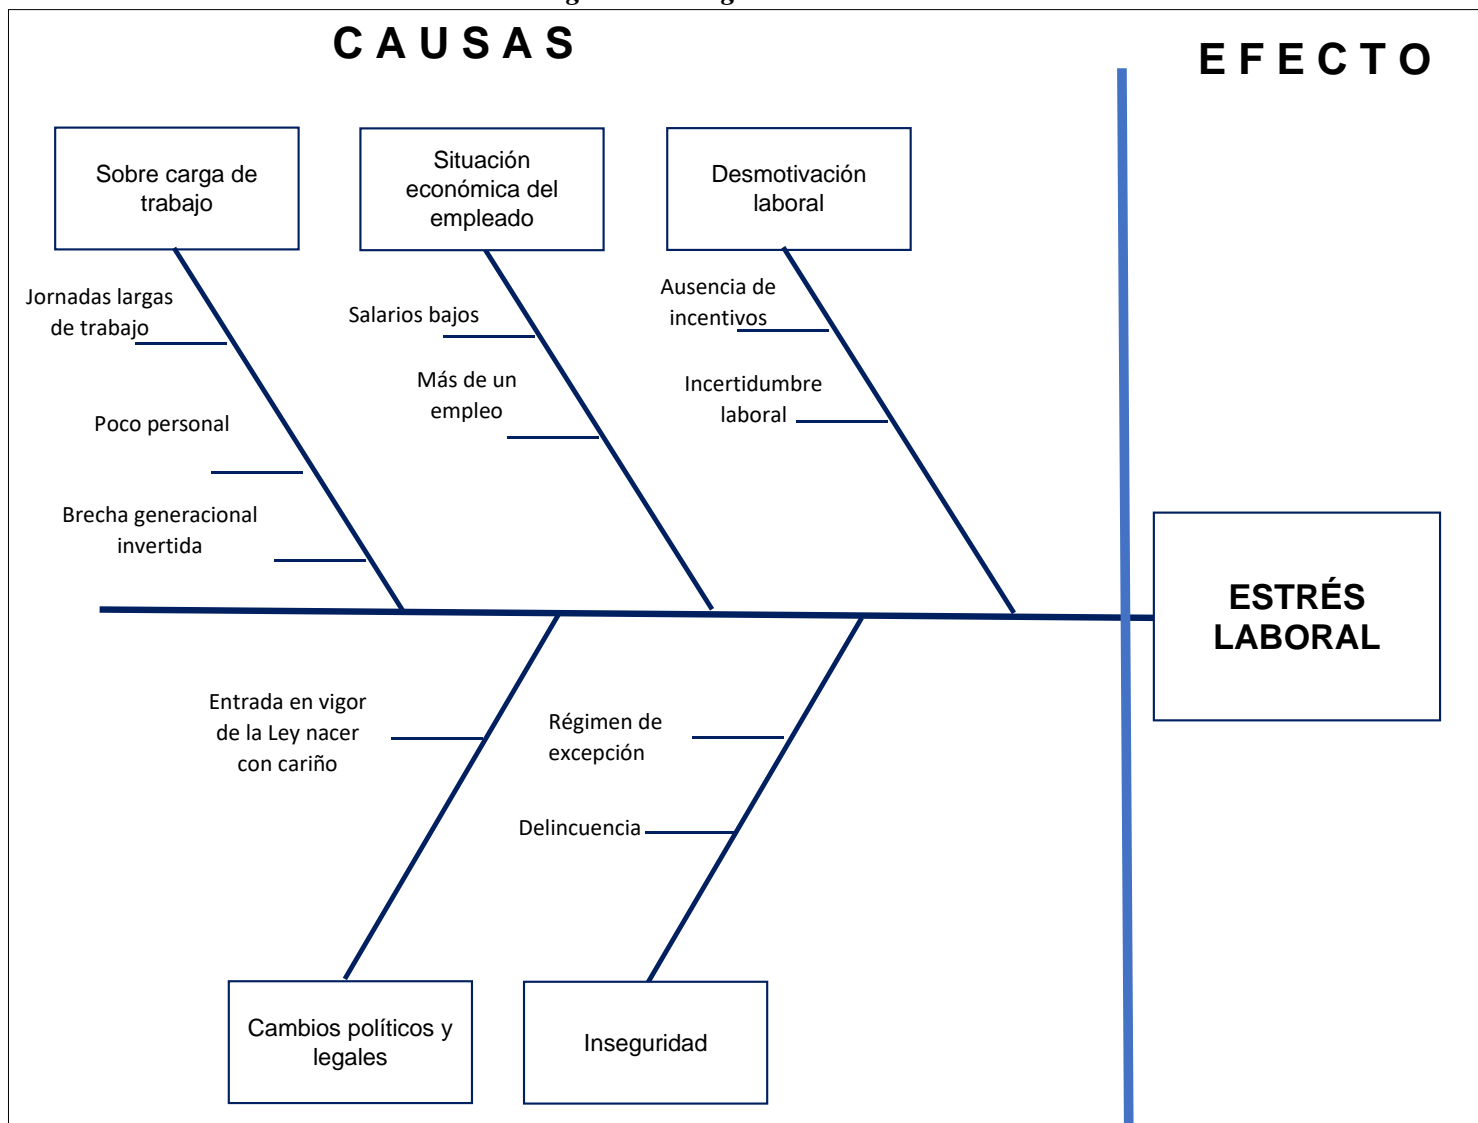 C A U S A S
E F E C T O
Sobre carga de
trabajo
Situación
económica del
empleado
Desmotivación
laboral
Jornadas largas
de trabajo
Poco personal
Brecha generacional
invertida
Salarios bajos
Más de un
empleo
Ausencia de
incentivos
Incertidumbre
laboral
ESTRÉS
LABORAL
Entrada en vigor
de la Ley nacer
con cariño
Régimen de
excepción
Delincuencia
Cambios políticos y
legales
Inseguridad